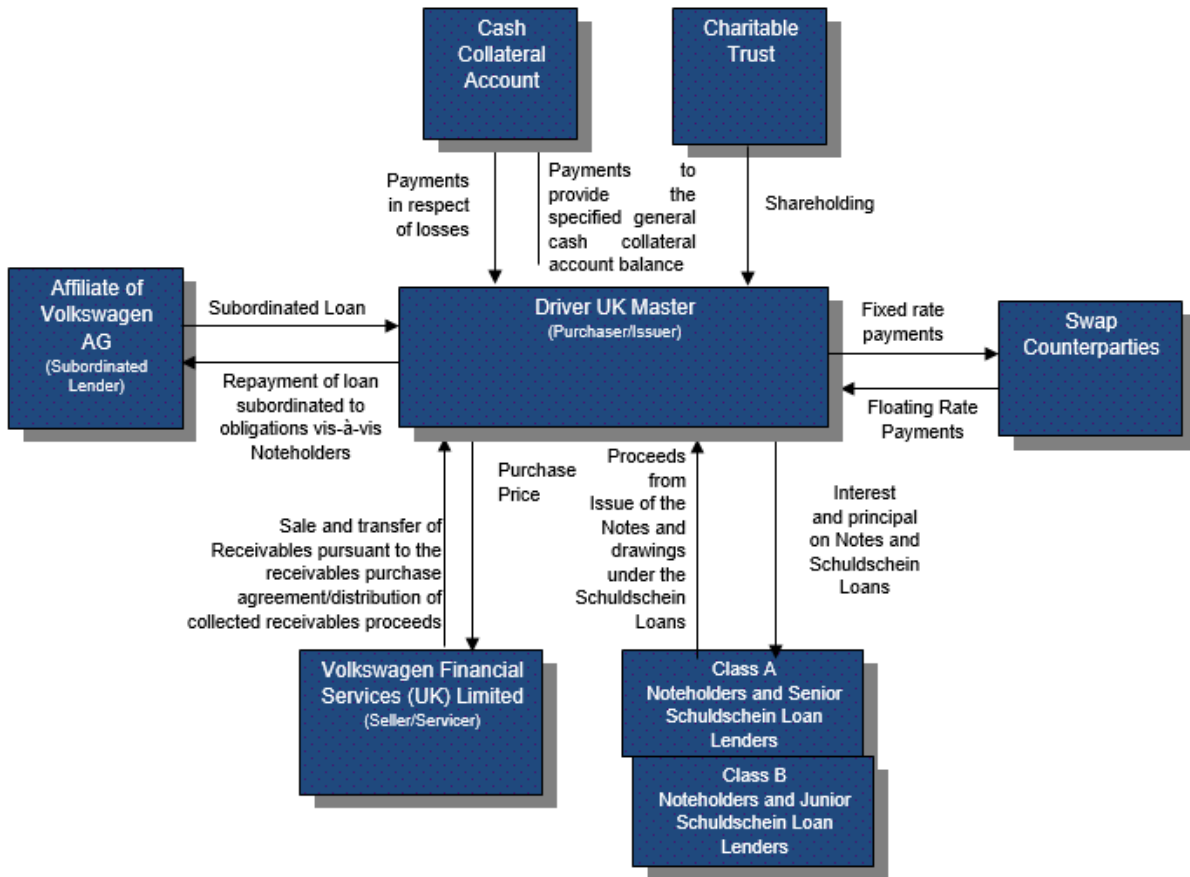 Cash
Collateral
Account
Charitable
Trust
Payments
in respect
of losses
Payments to
provide the
specified general
cash collateral
account balance
Shareholding
Affiliate of
Volkswagen
AG
(Subordinated
Lender)
Subordinated Loan
Driver UK Master
(Purchaser/Issuer)
Fixed rate
payments
Swap
Counterparties
Repayment of loan
subordinated to
obligations vis-à-vis
Noteholders
Floating Rate
Payments
Purchase
Price
Proceeds
from
Issue of the
Notes and
drawings
under the
Schuldschein
Loans
Interest
and principal
on Notes and
Schuldschein
Loans
Sale and transfer of
Receivables pursuant to the
receivables purchase
agreement/distribution of
collected receivables proceeds
Volkswagen Financial
Services (UK) Limited
(Seller/Servicer)
Class A
Noteholders and Senior
Schuldschein Loan
Lenders
Class B
Noteholders and Junior
Schuldschein Loan
Lenders